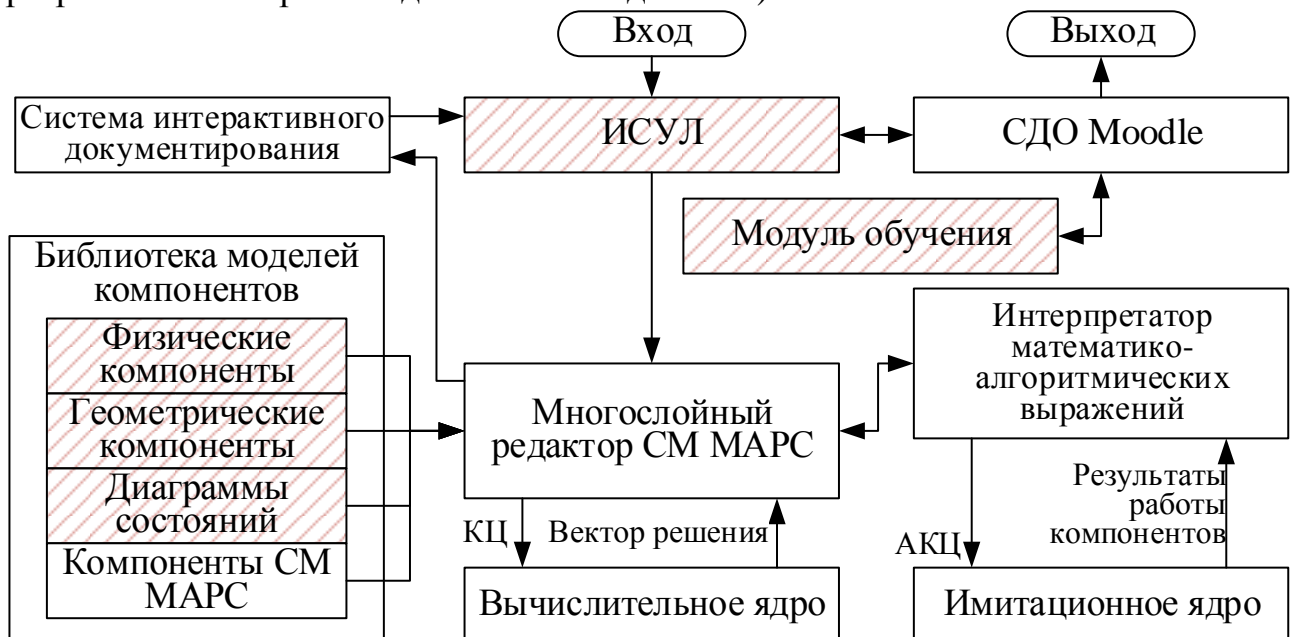 Вход
Выход
Система интерактивного
документирования
ИСУЛ
СДО Moodle
Модуль обучения
Библиотека моделей
компонентов
Физические
компоненты
Геометрические
компоненты
Диаграммы
состояний
Компоненты СМ
МАРС
Многослойный
редактор СМ МАРС
Интерпретатор
математико-
алгоритмических
выражений
КЦ
Вектор решения
АКЦ
Результаты
работы
компонентов
Вычислительное ядро
Имитационное ядро